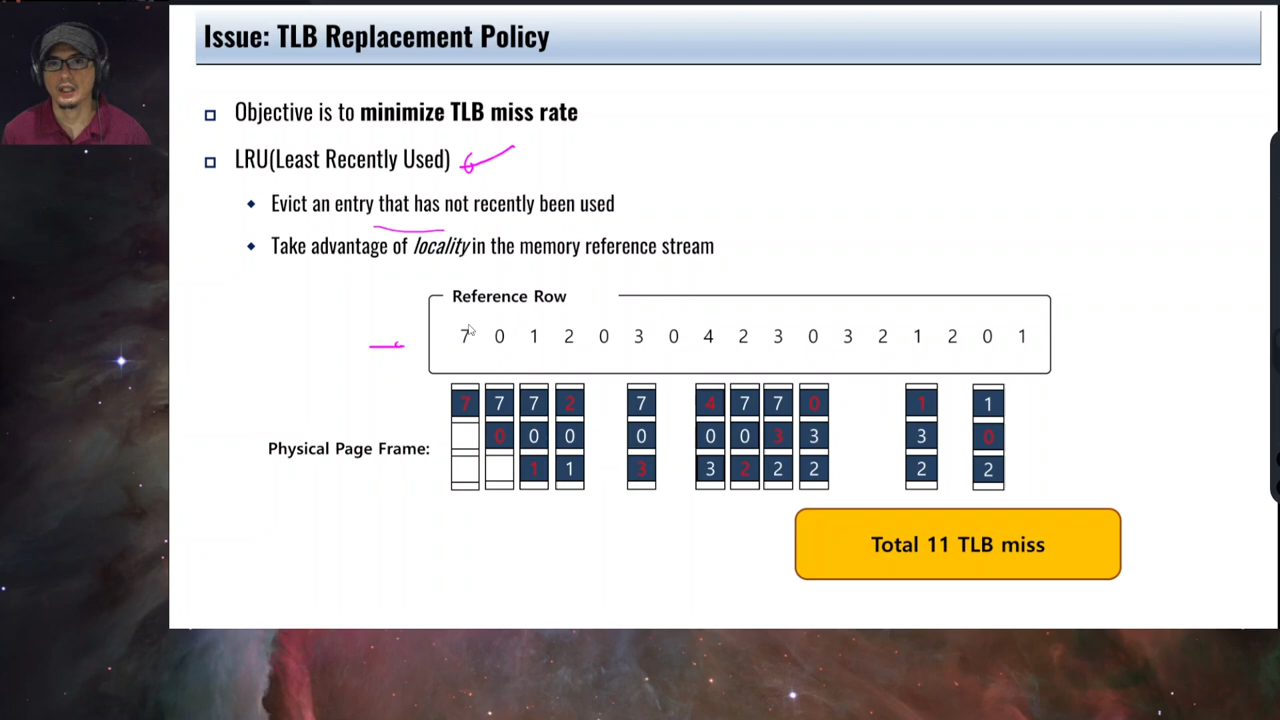 Issue: TLB Replacement Policy
Objective is to minimize TLB miss rate
LRU(Least Recently Used)
Evict an entry that has not recently been used
Take advantage of locality in the memory reference stream
Reference Row
7 0 1 2 0 3 0 4 2 3 0 3 2 1 2 0 1
7 7 7 2 7 4 7 7 0 1 1
0 0 0 0 0 0 3 3 3 0
Physical Page Frame:
1 1 3 3 2 2 2 2 2
Total 11 TLB miss